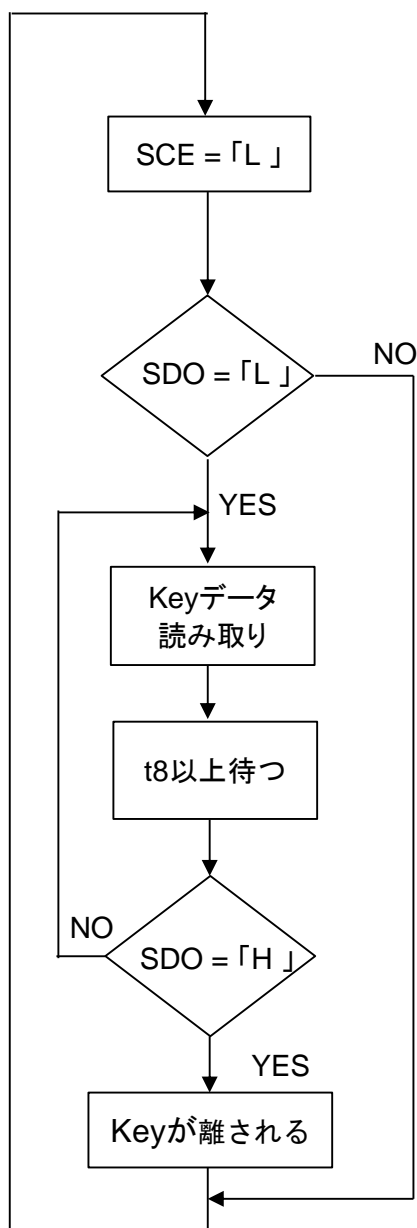 SCE = 「L 」
SDO = 「L 」
NO
YES
Keyデータ
読み取り
t8以上待つ
NO
SDO = 「H 」
YES
Keyが離される